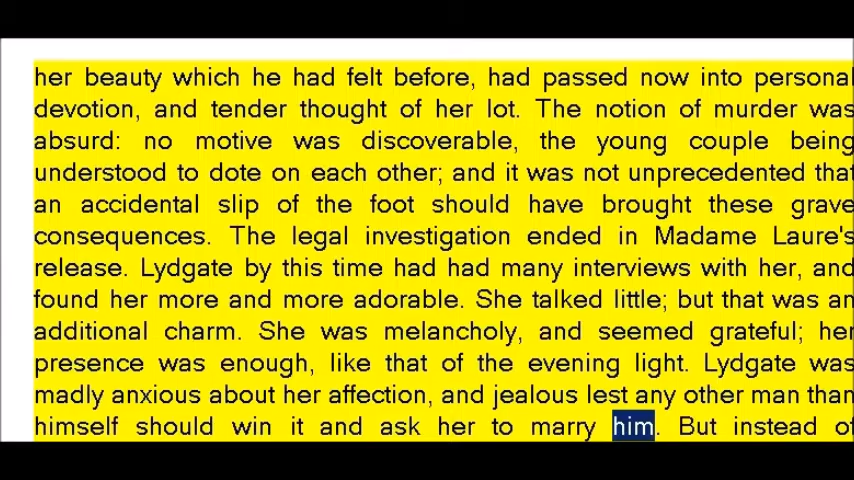 her beauty which he had felt before, had passed now into personal
devotion, and tender thought of her lot. The notion of murder was
absurd: no motive was discoverable, the young couple being
understood to dote on each other; and it was not unprecedented that
an accidental slip of the foot should have brought these grave
consequences. The legal investigation ended in Madame Laure's
release. Lydgate by this time had had many interviews with her, and
found her more and more adorable. She talked little; but that was an
additional charm. She was melancholy, and seemed grateful; her
presence was enough, like that of the evening light. Lydgate was
madly anxious about her affection, and jealous lest any other man than
himself should win it and ask her to marry him. But instead of